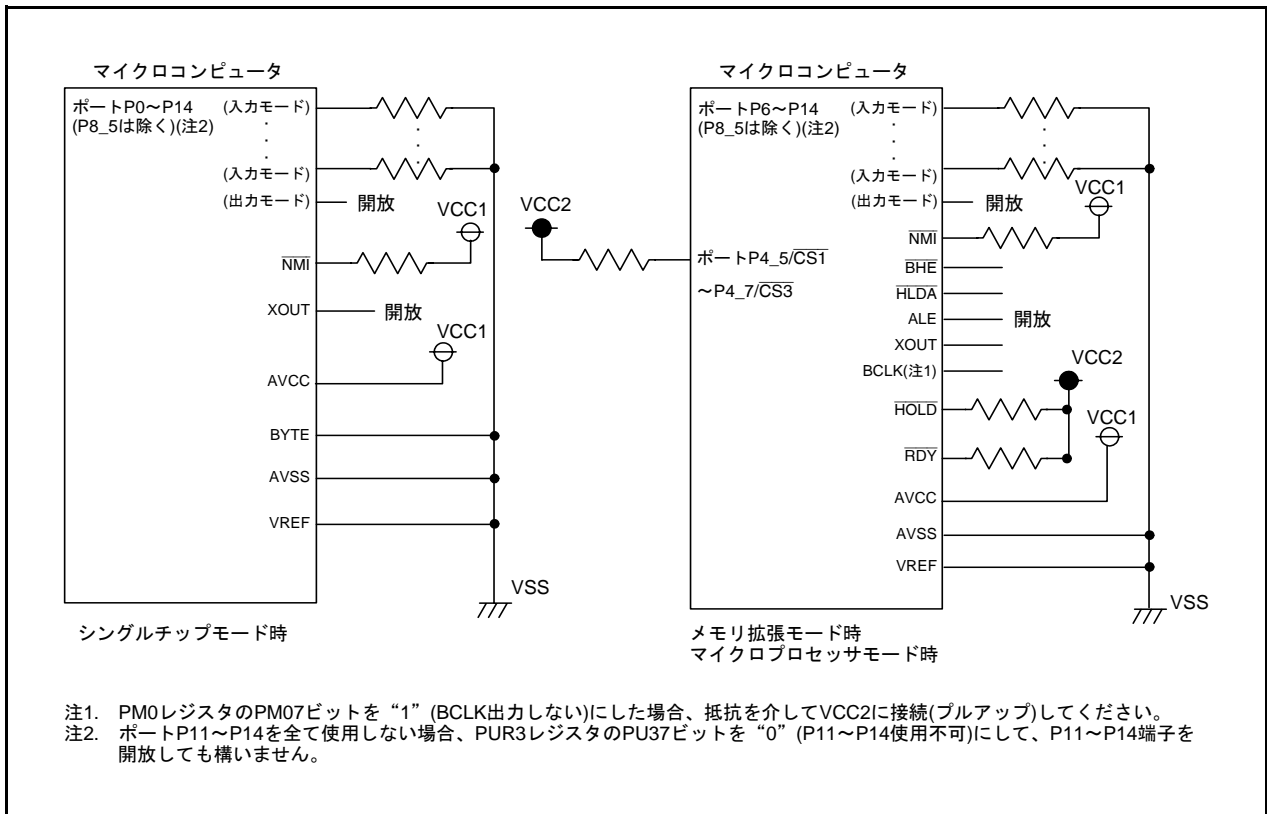 マイクロコンピュータ
ポートP0〜P14 (入力モード)
(P8_5は除く)(注2)
(入力モード)
(出力モード) 開放
VCC1
NMI
XOUT 開放
VCC1
AVCC
BYTE
AVSS
VREF
VSS
シングルチップモード時
マイクロコンピュータ
ポートP6〜P14 (入力モード)
(P8_5は除く)(注2)
(入力モード)
VCC1
(出力モード) 開放
VCC2
NMI
ポートP4_5/CS1
〜P4_7/CS3
BHE
HLDA
ALE 開放
XOUT
VCC2
BCLK(注1)
HOLD
VCC1
RDY
AVCC
AVSS
VREF
VSS
メモリ拡張モード時
マイクロプロセッサモード時
注1. PM0レジスタのPM07ビットを“1”(BCLK出力しない)にした場合、抵抗を介してVCC2に接続(プルアップ)してください。
注2. ポートP11〜P14を全て使用しない場合、PUR3レジスタのPU37ビットを“0”(P11〜P14使用不可)にして、P11〜P14端子を
開放しても構いません。